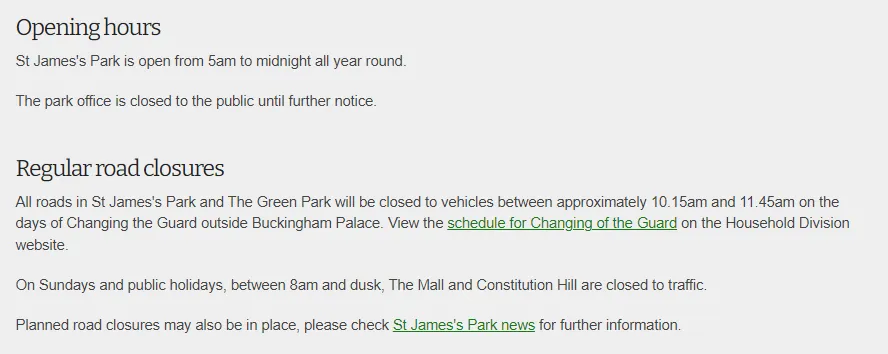 Opening hours
St James's Park is open from 5am to midnight all year round.
The park office is closed to the public until further notice.
Regular road closures
All roads in St James's Park and The Green Park will be closed to vehicles between approximately 10.15am and 11.45am on the
days of Changing the Guard outside Buckingham Palace. View the schedule for Changing of the Guard on the Household Division
website.
On Sundays and public holidays, between 8am and dusk, The Mall and Constitution Hill are closed to traffic.
Planned road closures may also be in place, please check St James's Park news for further information.